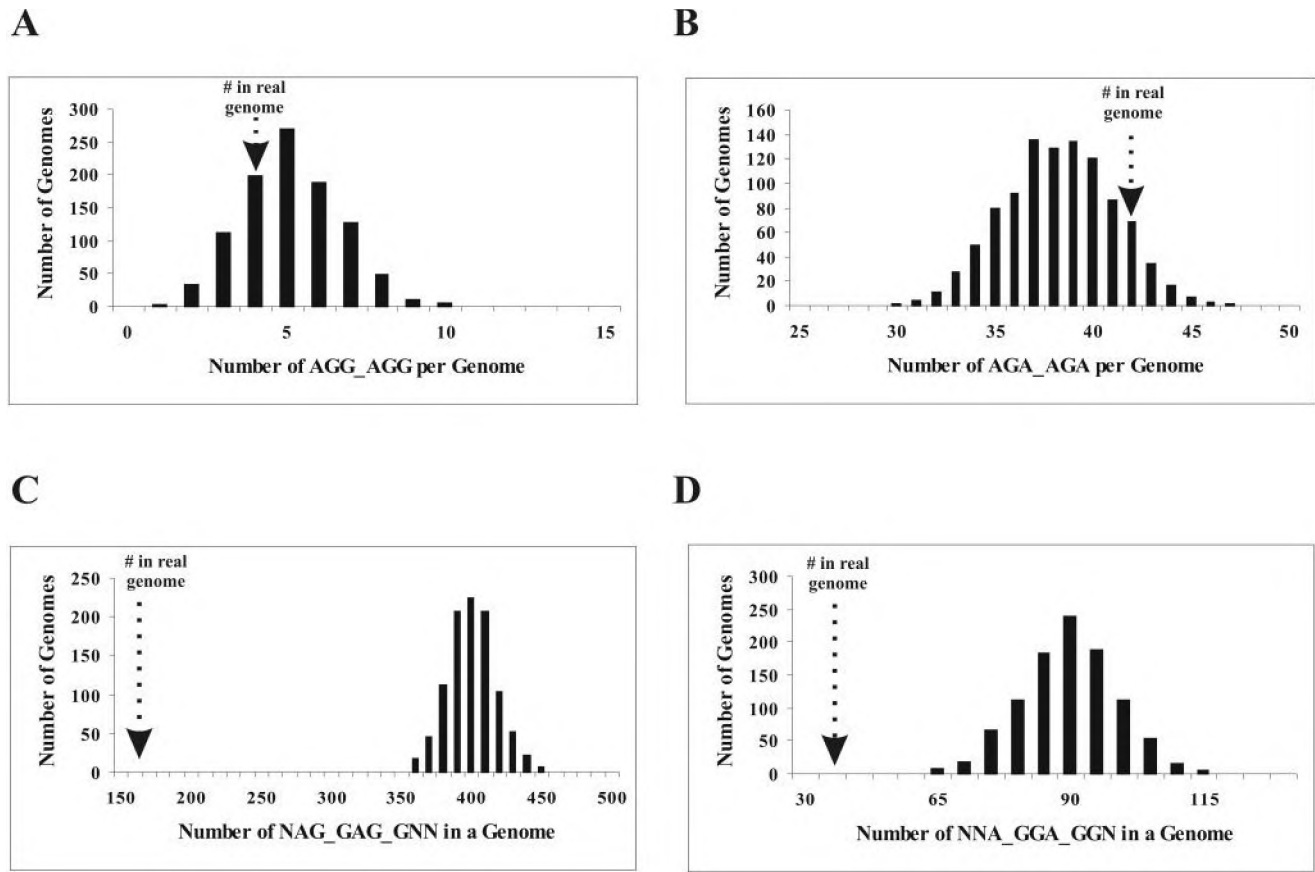 A
# in real
genome
Number of Genomes
300
250
200
150
100
50
0
0 5 10 15
Number of AGG_AGG per Genome
B
# in real
genome
Number of Genomes
160
140
120
100
80
60
40
20
0
25 30 35 40 45 50
Number of AGA_AGA per Genome
C
# in real
genome
Number of Genomes
250
200
150
100
50
0
150 200 250 300 350 400 450 500
Number of NAG_GAG_GNN in a Genome
D
# in real
genome
Number of Genomes
300
250
200
150
100
50
0
30 65 90 115
Number of NNA_GGA_GGN in a Genome